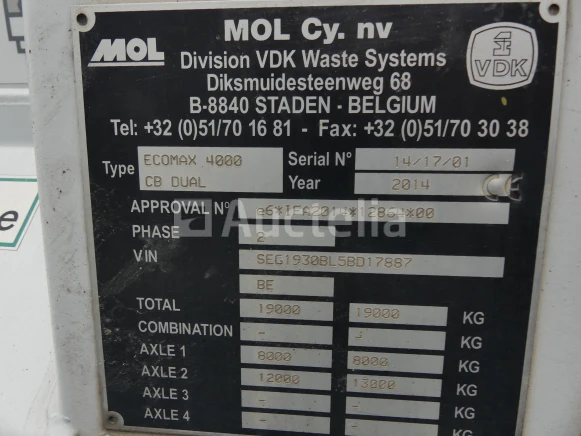 MOL
MOL Cy. nv
VDK
Division VDK Waste Systems
Diksmuidesteenweg 68
B-8840 STADEN - BELGIUM
Tel: +32 (0)51/70 16 81 - Fax: +32 (0)51/70 30 38
Type ECOMAX 4000 Serial N° 14/17/01
CB DUAL Year 2014 CE
APPROVAL N°
PHASE 2
VIN SEG1930BL5BD17887
BE
TOTAL 19000 19000 KG
COMBINATION - - KG
AXLE 1 8000 8000 KG
AXLE 2 12000 13000 KG
AXLE 3 - - KG
AXLE 4
Auctelia
e